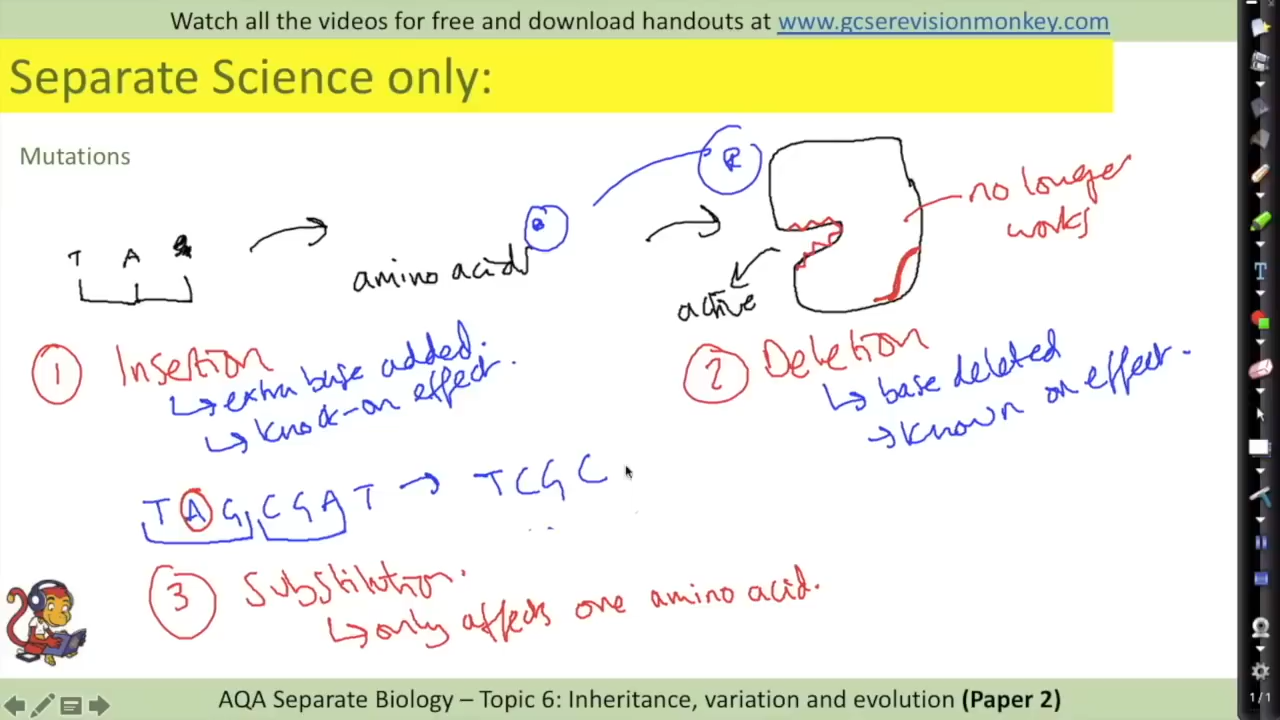 Watch all the videos for free and download handouts at www.gcserevisionmonkey.com
Separate Science only:
Mutations
T A
amino acid
B
R
no longer
works
active
1 Insertion
↳ extra base added.
↳ knock-on effect.
2 Deletion
↳ base deleted
→ known on effect.
T A G C G A T → T C G C
3 Substitution.
↳ only affects one amino acid.
AQA Separate Biology – Topic 6: Inheritance, variation and evolution (Paper 2)
1/1